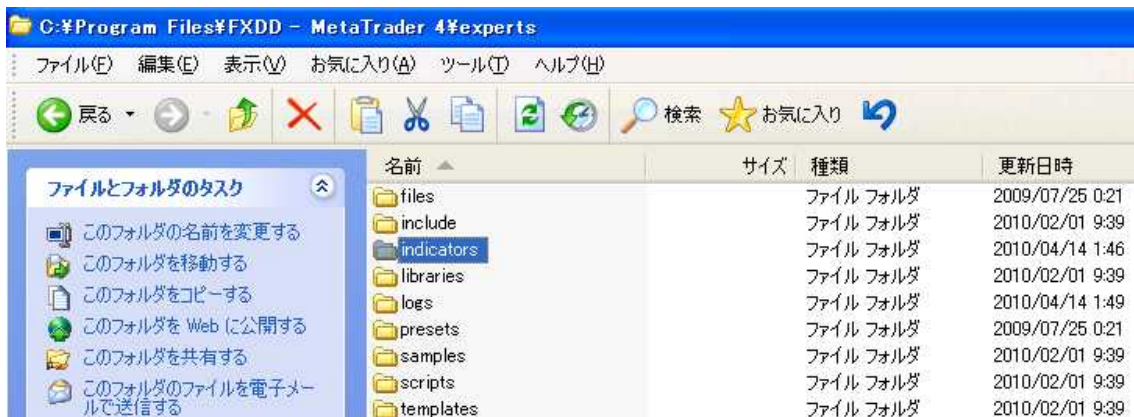 C:¥Program Files¥FXDD - MetaTrader 4¥experts
ファイル(F) 編集(E) 表示(V) お気に入り(A) ツール(T) ヘルプ(H)
戻る 検索 お気に入り
名前 サイズ 種類 更新日時
ファイルとフォルダのタスク
このフォルダの名前を変更する
このフォルダを移動する
このフォルダをコピーする
このフォルダを Web に公開する
このフォルダを共有する
このフォルダのファイルを電子メー
ルで送信する
files ファイル フォルダ 2009/07/25 0:21
include ファイル フォルダ 2010/02/01 9:39
indicators ファイル フォルダ 2010/04/14 1:46
libraries ファイル フォルダ 2010/02/01 9:39
logs ファイル フォルダ 2010/04/14 1:49
presets ファイル フォルダ 2009/07/25 0:21
samples ファイル フォルダ 2010/02/01 9:39
scripts ファイル フォルダ 2010/02/01 9:39
templates ファイル フォルダ 2010/02/01 9:39